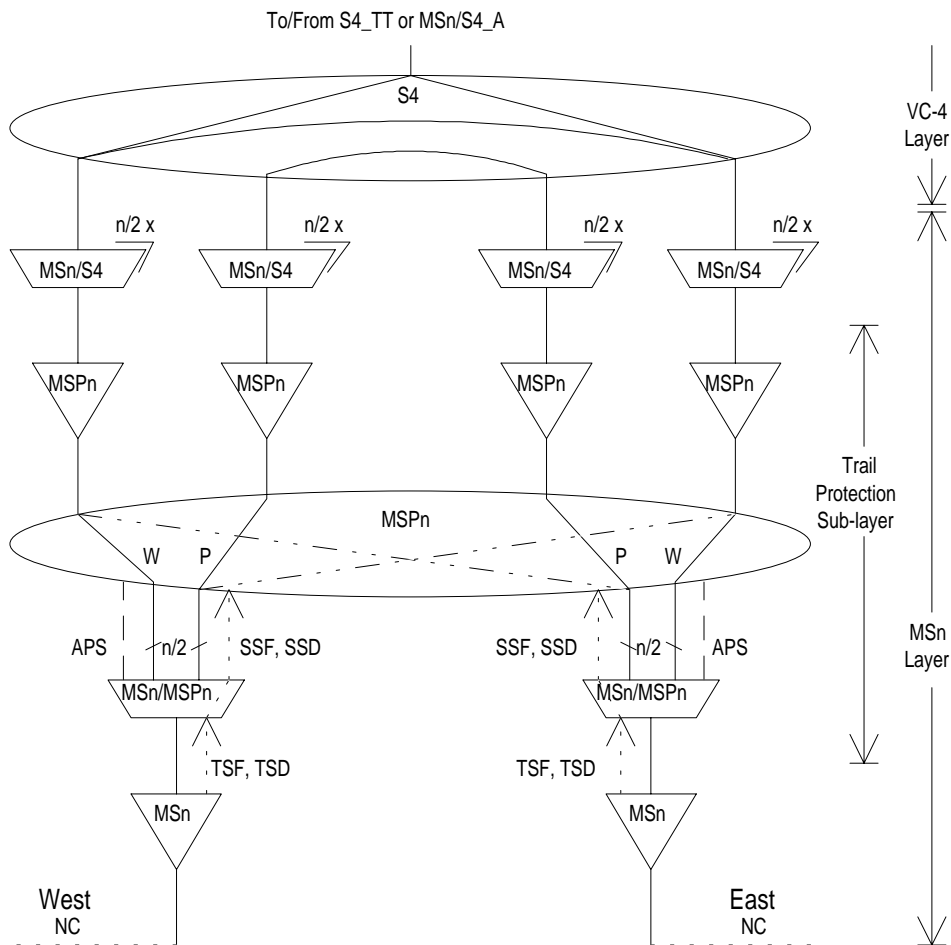 To/From S4_TT or MSn/S4_A
S4
VC-4
Layer
n/2 x
n/2 x
n/2 x
n/2 x
MSn/S4
MSn/S4
MSn/S4
MSn/S4
MSPn
MSPn
MSPn
MSPn
Trail
Protection
Sub-layer
MSPn
W
P
P
W
APS
n/2
SSF, SSD
SSF, SSD
n/2
APS
MSn
Layer
MSn/MSPn
MSn/MSPn
TSF, TSD
TSF, TSD
MSn
MSn
West
NC
East
NC